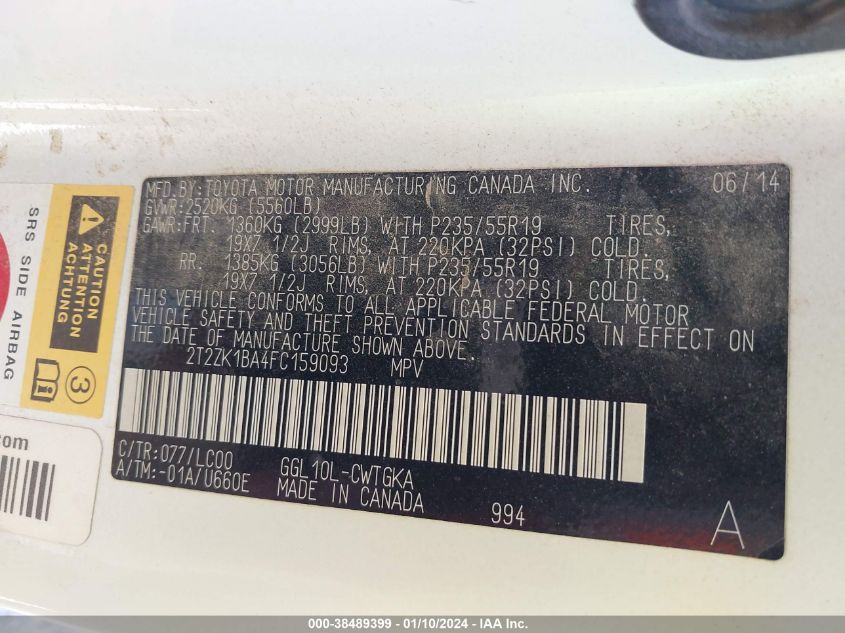 MFD.BY:TOYOTA MOTOR MANUFACTURING CANADA INC. 06/14
GVWR:2520KG (5560LB)
GAWR:FRT. 1360KG (2999LB) WITH P235/55R19 TIRES,
19X7 1/2J RIMS, AT 220KPA (32PSI) COLD.
RR. 1385KG (3056LB) WITH P235/55R19 TIRES,
19X7 1/2J RIMS, AT 220KPA (32PSI) COLD.
THIS VEHICLE CONFORMS TO ALL APPLICABLE FEDERAL MOTOR
VEHICLE SAFETY AND THEFT PREVENTION STANDARDS IN EFFECT ON
THE DATE OF MANUFACTURE SHOWN ABOVE.
2T2ZK1BA4FC159093 MPV
C/TR:077/LC00 GGL10L-CWTGKA
A/TM:-01A/U660E MADE IN CANADA 994 A
SRS SIDE AIRBAG
CAUTION
ATTENTION
ACHTUNG
3
.com
000-38489399 - 01/10/2024 - IAA Inc.